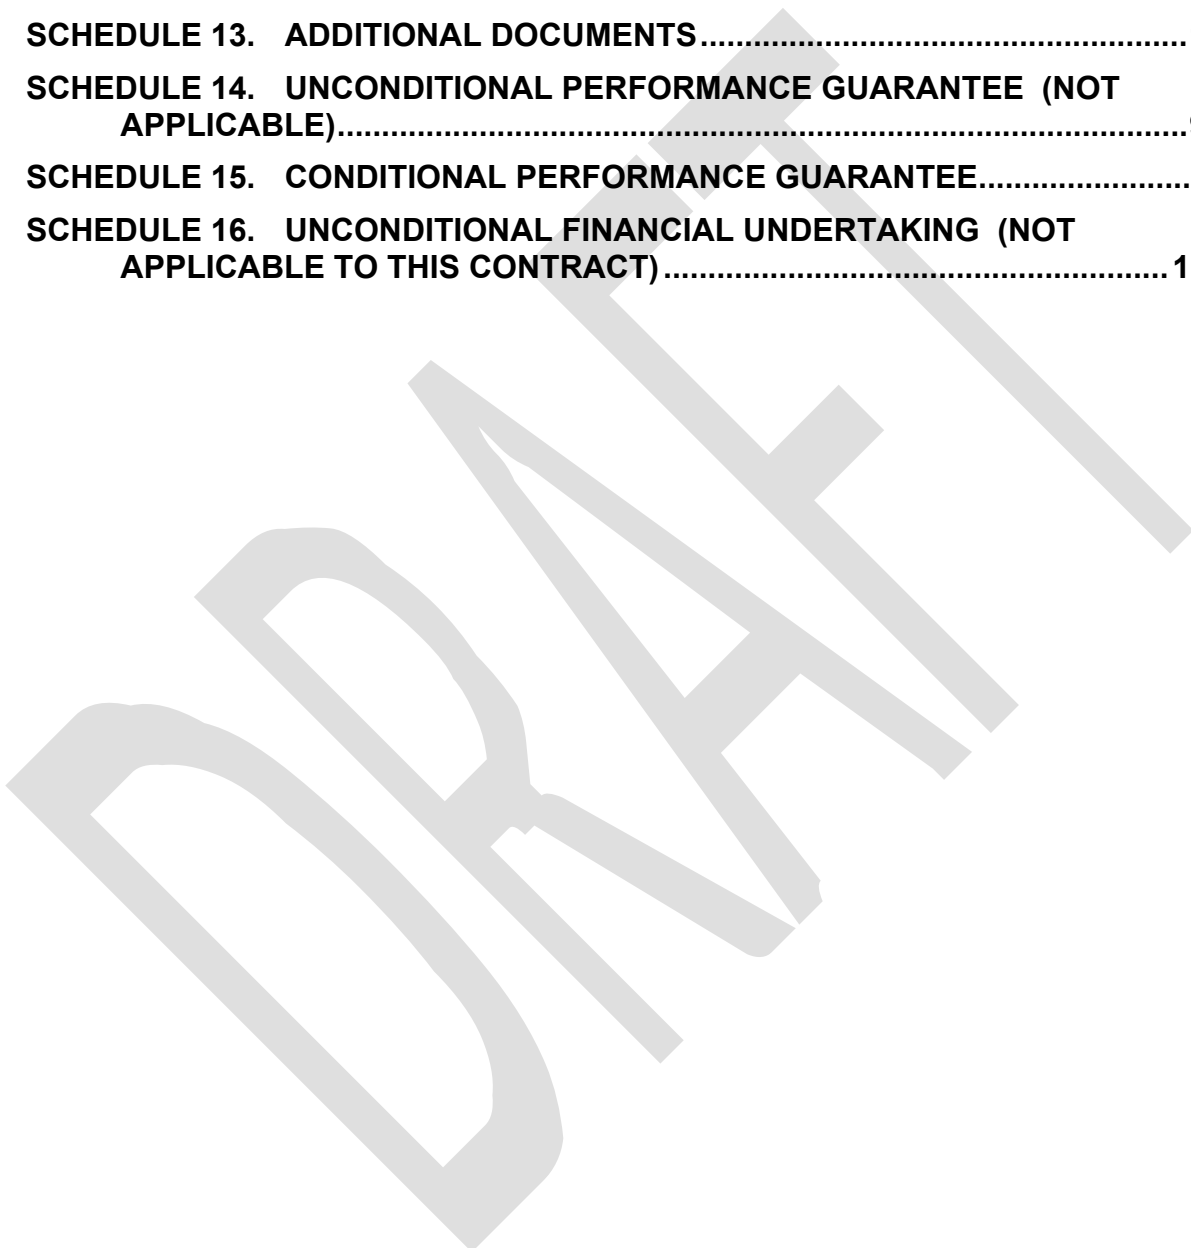 SCHEDULE 13. ADDITIONAL DOCUMENTS....................................................
SCHEDULE 14. UNCONDITIONAL PERFORMANCE GUARANTEE (NOT
APPLICABLE)................................................................................................
SCHEDULE 15. CONDITIONAL PERFORMANCE GUARANTEE........................
SCHEDULE 16. UNCONDITIONAL FINANCIAL UNDERTAKING (NOT
APPLICABLE TO THIS CONTRACT)......................................................... 1
DRAFT